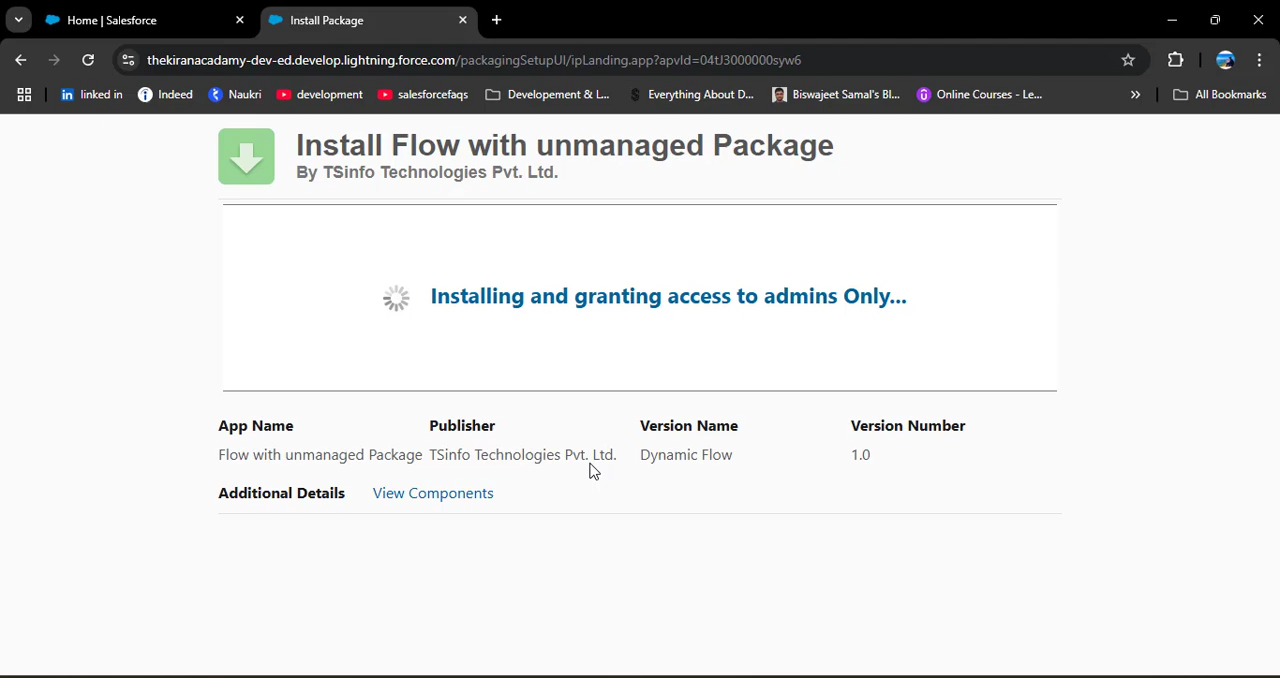 Home | Salesforce
Install Package
thekiranacadamy-dev-ed.develop.lightning.force.com/packagingSetupUI/ipLanding.app?apvId=04tJ3000000syw6
linked in
Indeed
Naukri
development
salesforcefaqs
Developement & L...
Everything About D...
Biswajeet Samal's Bl...
Online Courses - Le...
All Bookmarks
Install Flow with unmanaged Package
By TSinfo Technologies Pvt. Ltd.
Installing and granting access to admins Only...
App Name Publisher Version Name Version Number
Flow with unmanaged Package TSinfo Technologies Pvt. Ltd. Dynamic Flow 1.0
Additional Details View Components